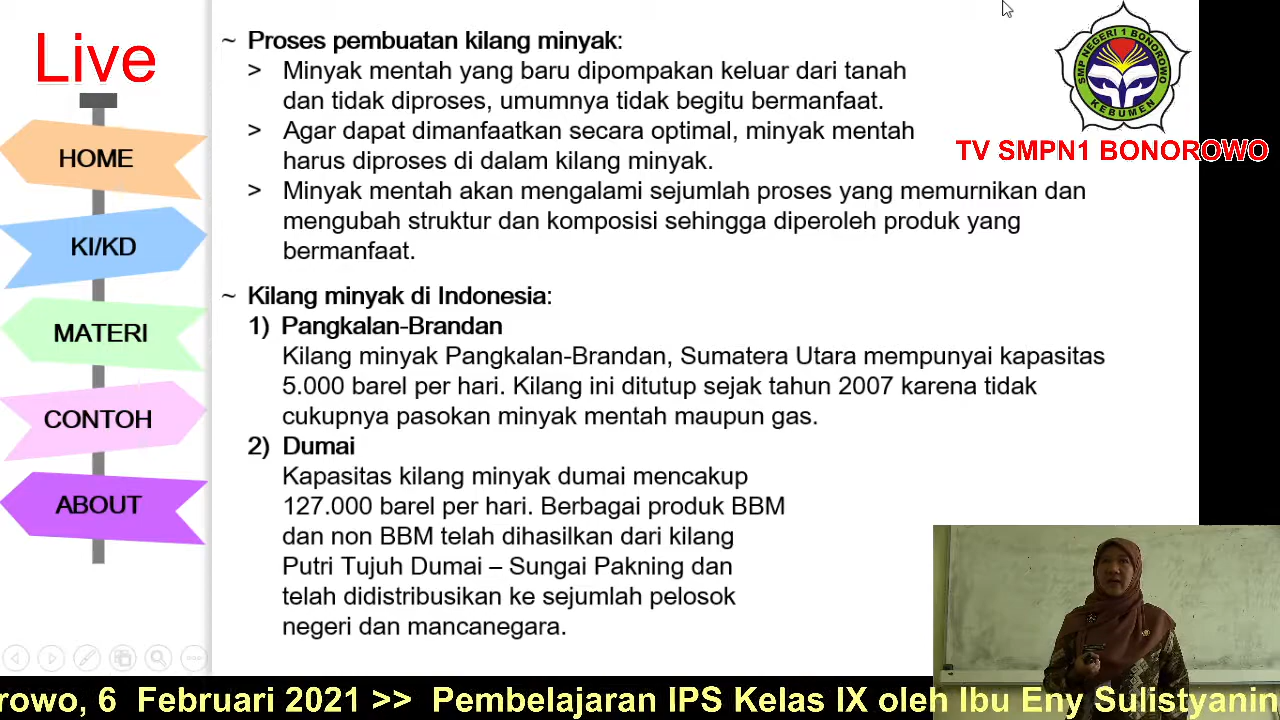 Live
HOME
KI/KD
MATERI
CONTOH
ABOUT
~ Proses pembuatan kilang minyak:
> Minyak mentah yang baru dipompakan keluar dari tanah
dan tidak diproses, umumnya tidak begitu bermanfaat.
> Agar dapat dimanfaatkan secara optimal, minyak mentah
harus diproses di dalam kilang minyak.
> Minyak mentah akan mengalami sejumlah proses yang memurnikan dan
mengubah struktur dan komposisi sehingga diperoleh produk yang
bermanfaat.
~ Kilang minyak di Indonesia:
1) Pangkalan-Brandan
Kilang minyak Pangkalan-Brandan, Sumatera Utara mempunyai kapasitas
5.000 barel per hari. Kilang ini ditutup sejak tahun 2007 karena tidak
cukupnya pasokan minyak mentah maupun gas.
2) Dumai
Kapasitas kilang minyak dumai mencakup
127.000 barel per hari. Berbagai produk BBM
dan non BBM telah dihasilkan dari kilang
Putri Tujuh Dumai – Sungai Pakning dan
telah didistribusikan ke sejumlah pelosok
negeri dan mancanegara.
SMP NEGERI 1 BONOROWO
KEBUMEN
TV SMPN1 BONOROWO
rowo, 6 Februari 2021 >> Pembelajaran IPS Kelas IX oleh Ibu Eny Sulistyanin